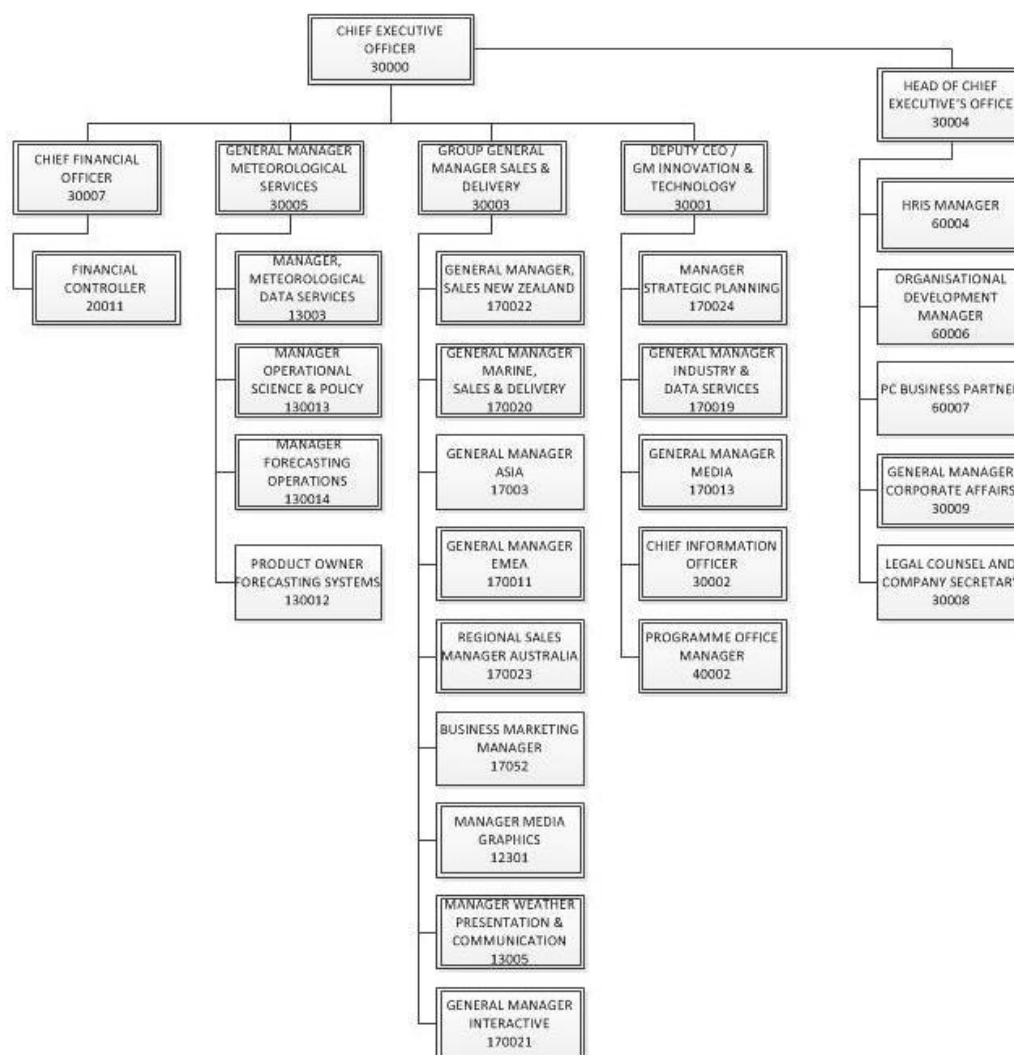 CHIEF EXECUTIVE
OFFICER
30000
HEAD OF CHIEF
EXECUTIVE'S OFFICE
30004
CHIEF FINANCIAL
OFFICER
30007
GENERAL MANAGER
METEOROLOGICAL
SERVICES
30005
GROUP GENERAL
MANAGER SALES &
DELIVERY
30003
DEPUTY CEO /
GM INNOVATION &
TECHNOLOGY
30001
FINANCIAL
CONTROLLER
20011
MANAGER,
METEOROLOGICAL
DATA SERVICES
13003
MANAGER
OPERATIONAL
SCIENCE & POLICY
130013
MANAGER
FORECASTING
OPERATIONS
130014
PRODUCT OWNER
FORECASTING SYSTEMS
130012
GENERAL MANAGER,
SALES NEW ZEALAND
170022
GENERAL MANAGER
MARINE,
SALES & DELIVERY
170020
GENERAL MANAGER
ASIA
17003
GENERAL MANAGER
EMEA
170011
REGIONAL SALES
MANAGER AUSTRALIA
170023
BUSINESS MARKETING
MANAGER
17052
MANAGER MEDIA
GRAPHICS
12301
MANAGER WEATHER
PRESENTATION &
COMMUNICATION
13005
GENERAL MANAGER
INTERACTIVE
170021
MANAGER
STRATEGIC PLANNING
170024
GENERAL MANAGER
INDUSTRY &
DATA SERVICES
170019
GENERAL MANAGER
MEDIA
170013
CHIEF INFORMATION
OFFICER
30002
PROGRAMME OFFICE
MANAGER
40002
HRIS MANAGER
60004
ORGANISATIONAL
DEVELOPMENT
MANAGER
60006
PC BUSINESS PARTNER
60007
GENERAL MANAGER
CORPORATE AFFAIRS
30009
LEGAL COUNSEL AND
COMPANY SECRETARY
30008